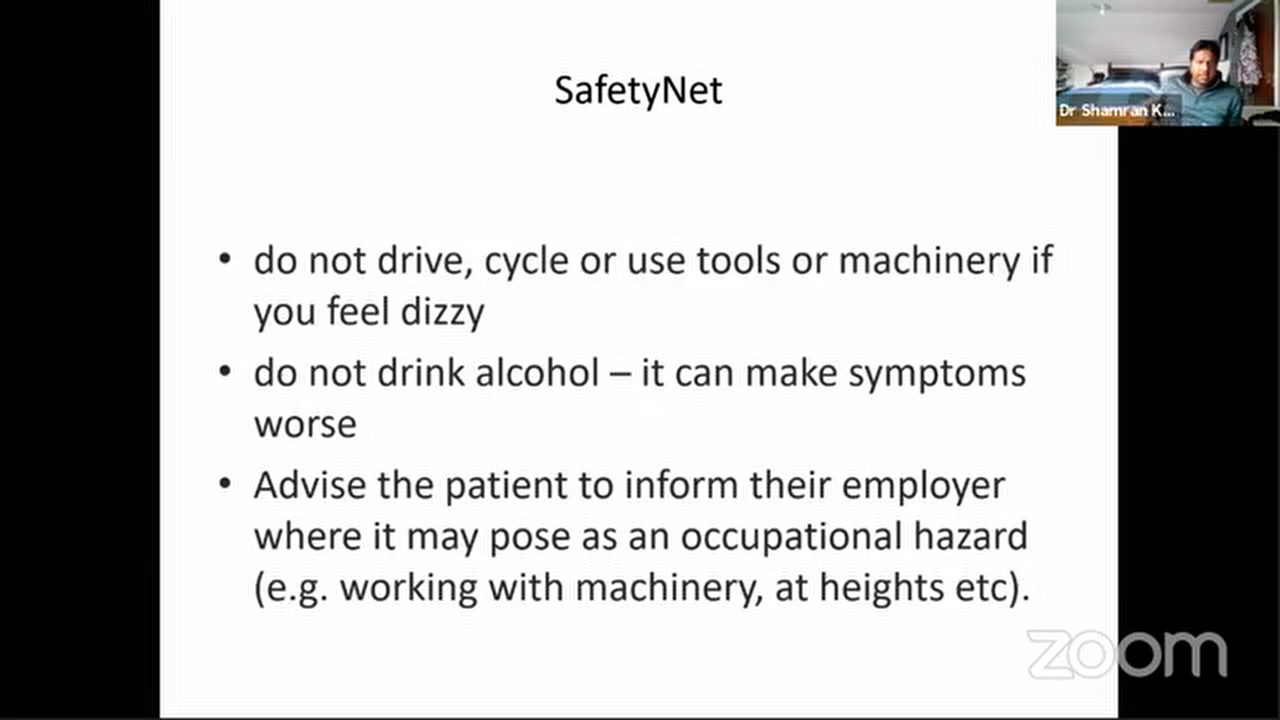 SafetyNet
Dr Shamran K...
• do not drive, cycle or use tools or machinery if
you feel dizzy
• do not drink alcohol – it can make symptoms
worse
• Advise the patient to inform their employer
where it may pose as an occupational hazard
(e.g. working with machinery, at heights etc).
zoom